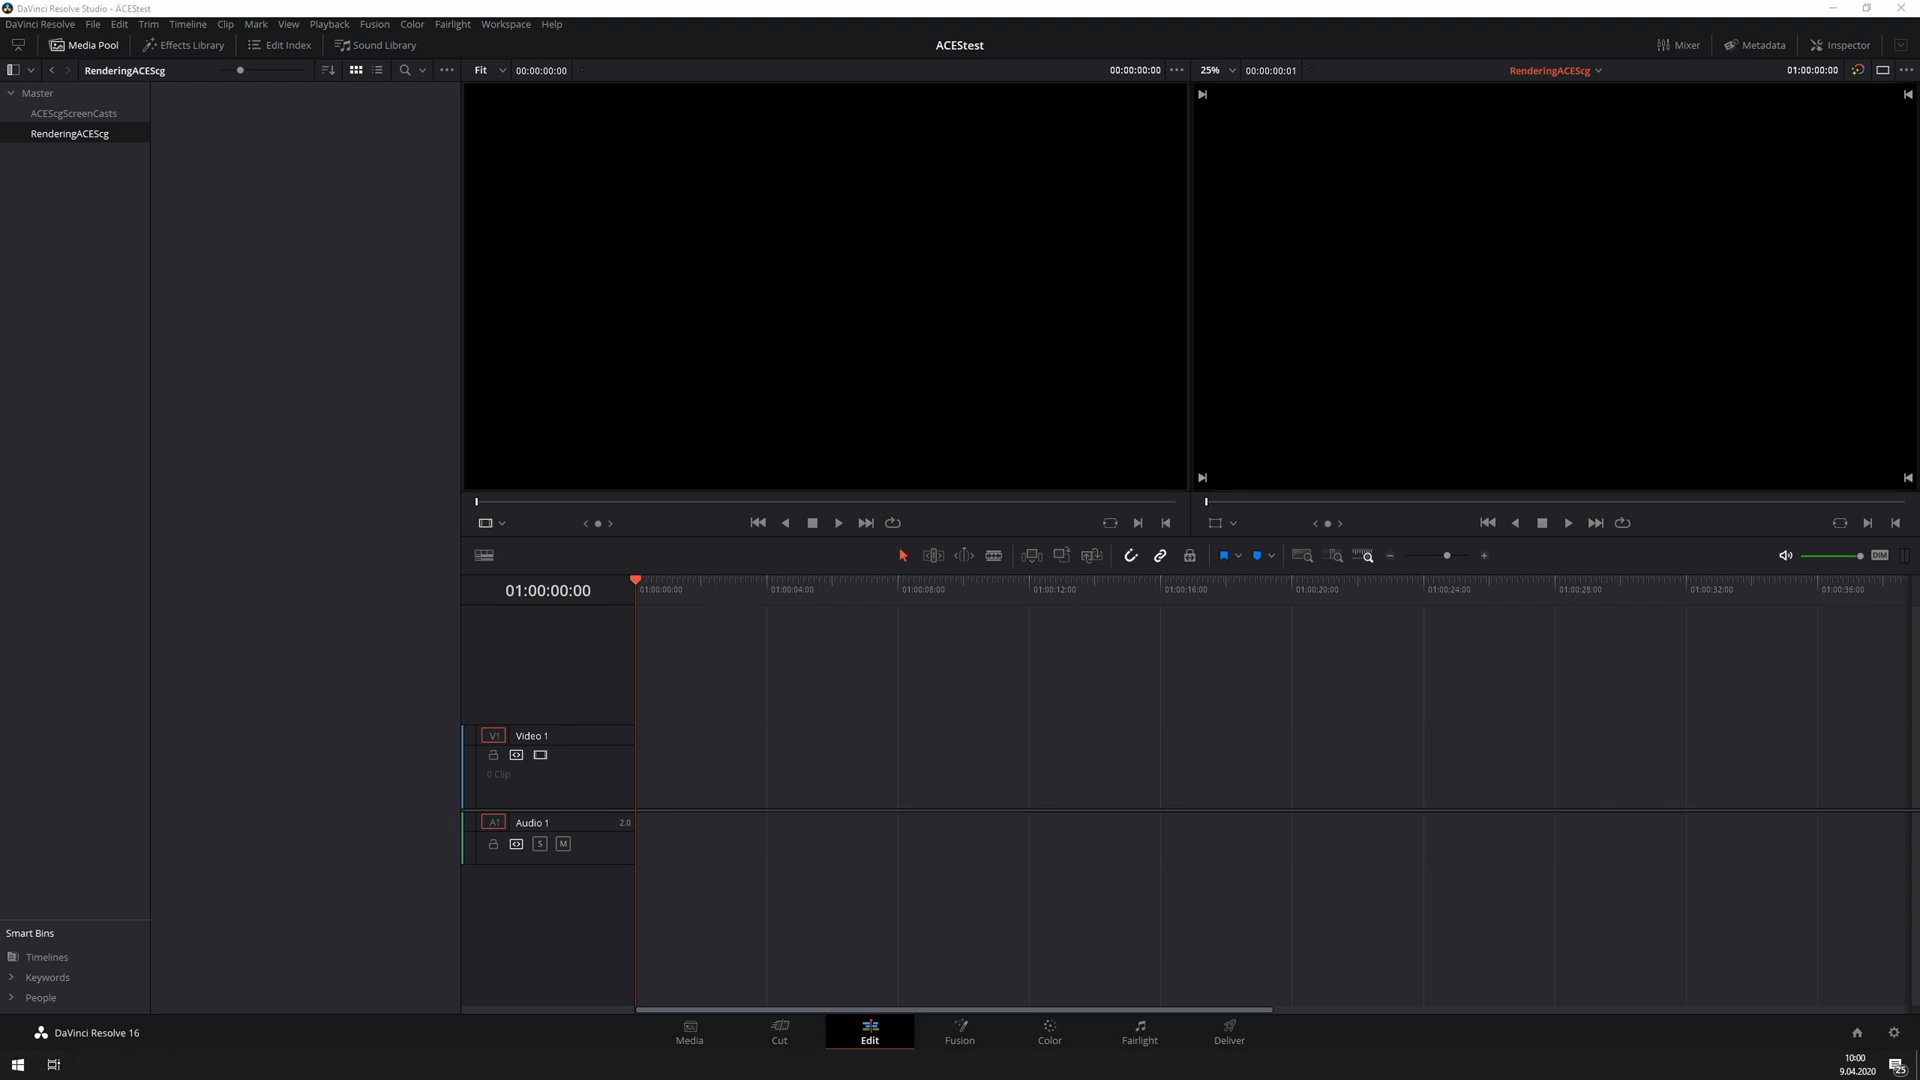 DaVinci Resolve Studio - ACEStest
DaVinci Resolve File Edit Trim Timeline Clip Mark View Playback Fusion Color Fairlight Workspace Help
Media Pool Effects Library Edit Index Sound Library ACEStest Mixer Metadata Inspector
RenderingACEScg Fit 00:00:00:00 00:00:00:00 25% 00:00:00:01 RenderingACEScg 01:00:00:00
Master
ACEScgScreenCasts
RenderingACEScg
DIM
01:00:00:00 01:00:00:00 01:00:04:00 01:00:08:00 01:00:12:00 01:00:16:00 01:00:20:00 01:00:24:00 01:00:28:00 01:00:32:00 01:00:36:00
V1 Video 1
0 Clip
A1 Audio 1 2.0
S M
Smart Bins
Timelines
Keywords
People
DaVinci Resolve 16
Media Cut Edit Fusion Color Fairlight Deliver
10:00
9.04.2020
25